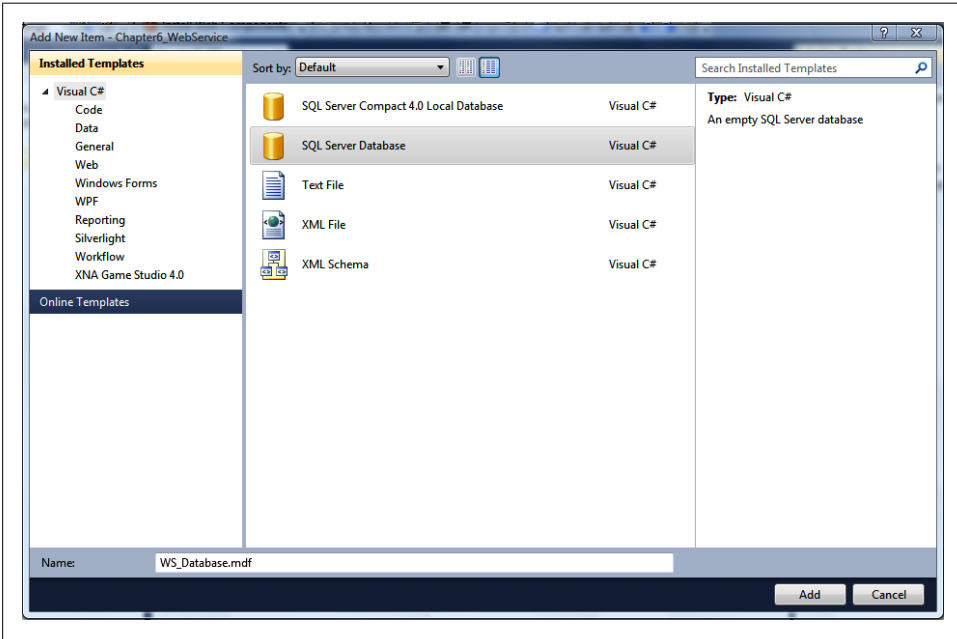 Add New Item - Chapter6_WebService
Installed Templates
Visual C#
Code
Data
General
Web
Windows Forms
WPF
Reporting
Silverlight
Workflow
XNA Game Studio 4.0
Online Templates
Sort by: Default
SQL Server Compact 4.0 Local Database Visual C#
SQL Server Database Visual C#
Text File Visual C#
XML File Visual C#
XML Schema Visual C#
Search Installed Templates
Type: Visual C#
An empty SQL Server database
Name: WS_Database.mdf
Add Cancel